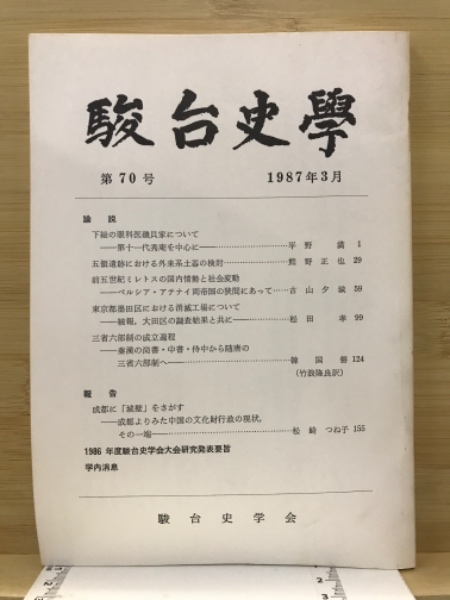 駿台史學
第70号 1987年3月
論説
下総の眼科医磯貝家について
――第十一代秀庵を中心に――……………平野 満 1
五領遺跡における外来系土器の検討……………熊野正也 29
前五世紀ミレトスの国内情勢と社会変動
――ペルシア・アテナイ両帝国の狭間にあって……古山夕城 59
東京都墨田区における消滅工場について
――続報，大田区の調査結果と共に――……………松田 孝 99
三省六部制の成立過程
――秦漢の尚書・中書・侍中から隋唐の
三省六部制へ――……………韓国磐 124
(竹浪隆良訳)
報告
成都に「城壁」をさがす
――成都よりみた中国の文化財行政の現状，
その一端――……………松崎つね子 155
1986年度駿台史学会大会研究発表要旨
学内消息
駿台史学会